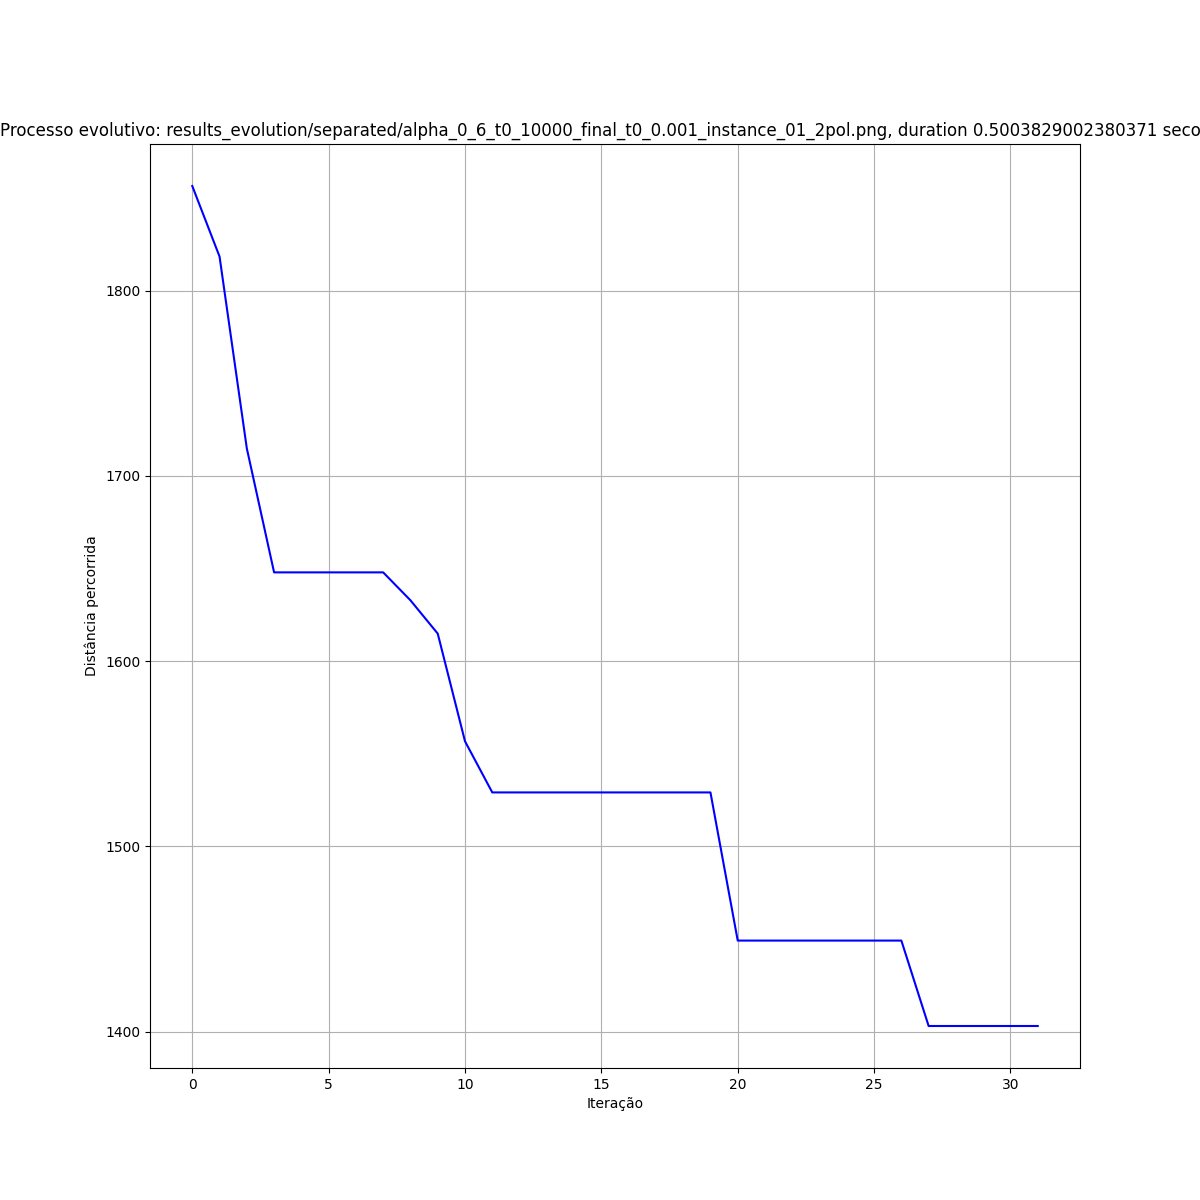 Processo evolutivo: results_evolution/separated/alpha_0_6_t0_10000_final_t0_0.001_instance_01_2pol.png, duration 0.5003829002380371 seco
1800
1700
1600
1500
1400
Distância percorrida
0 5 10 15 20 25 30
Iteração